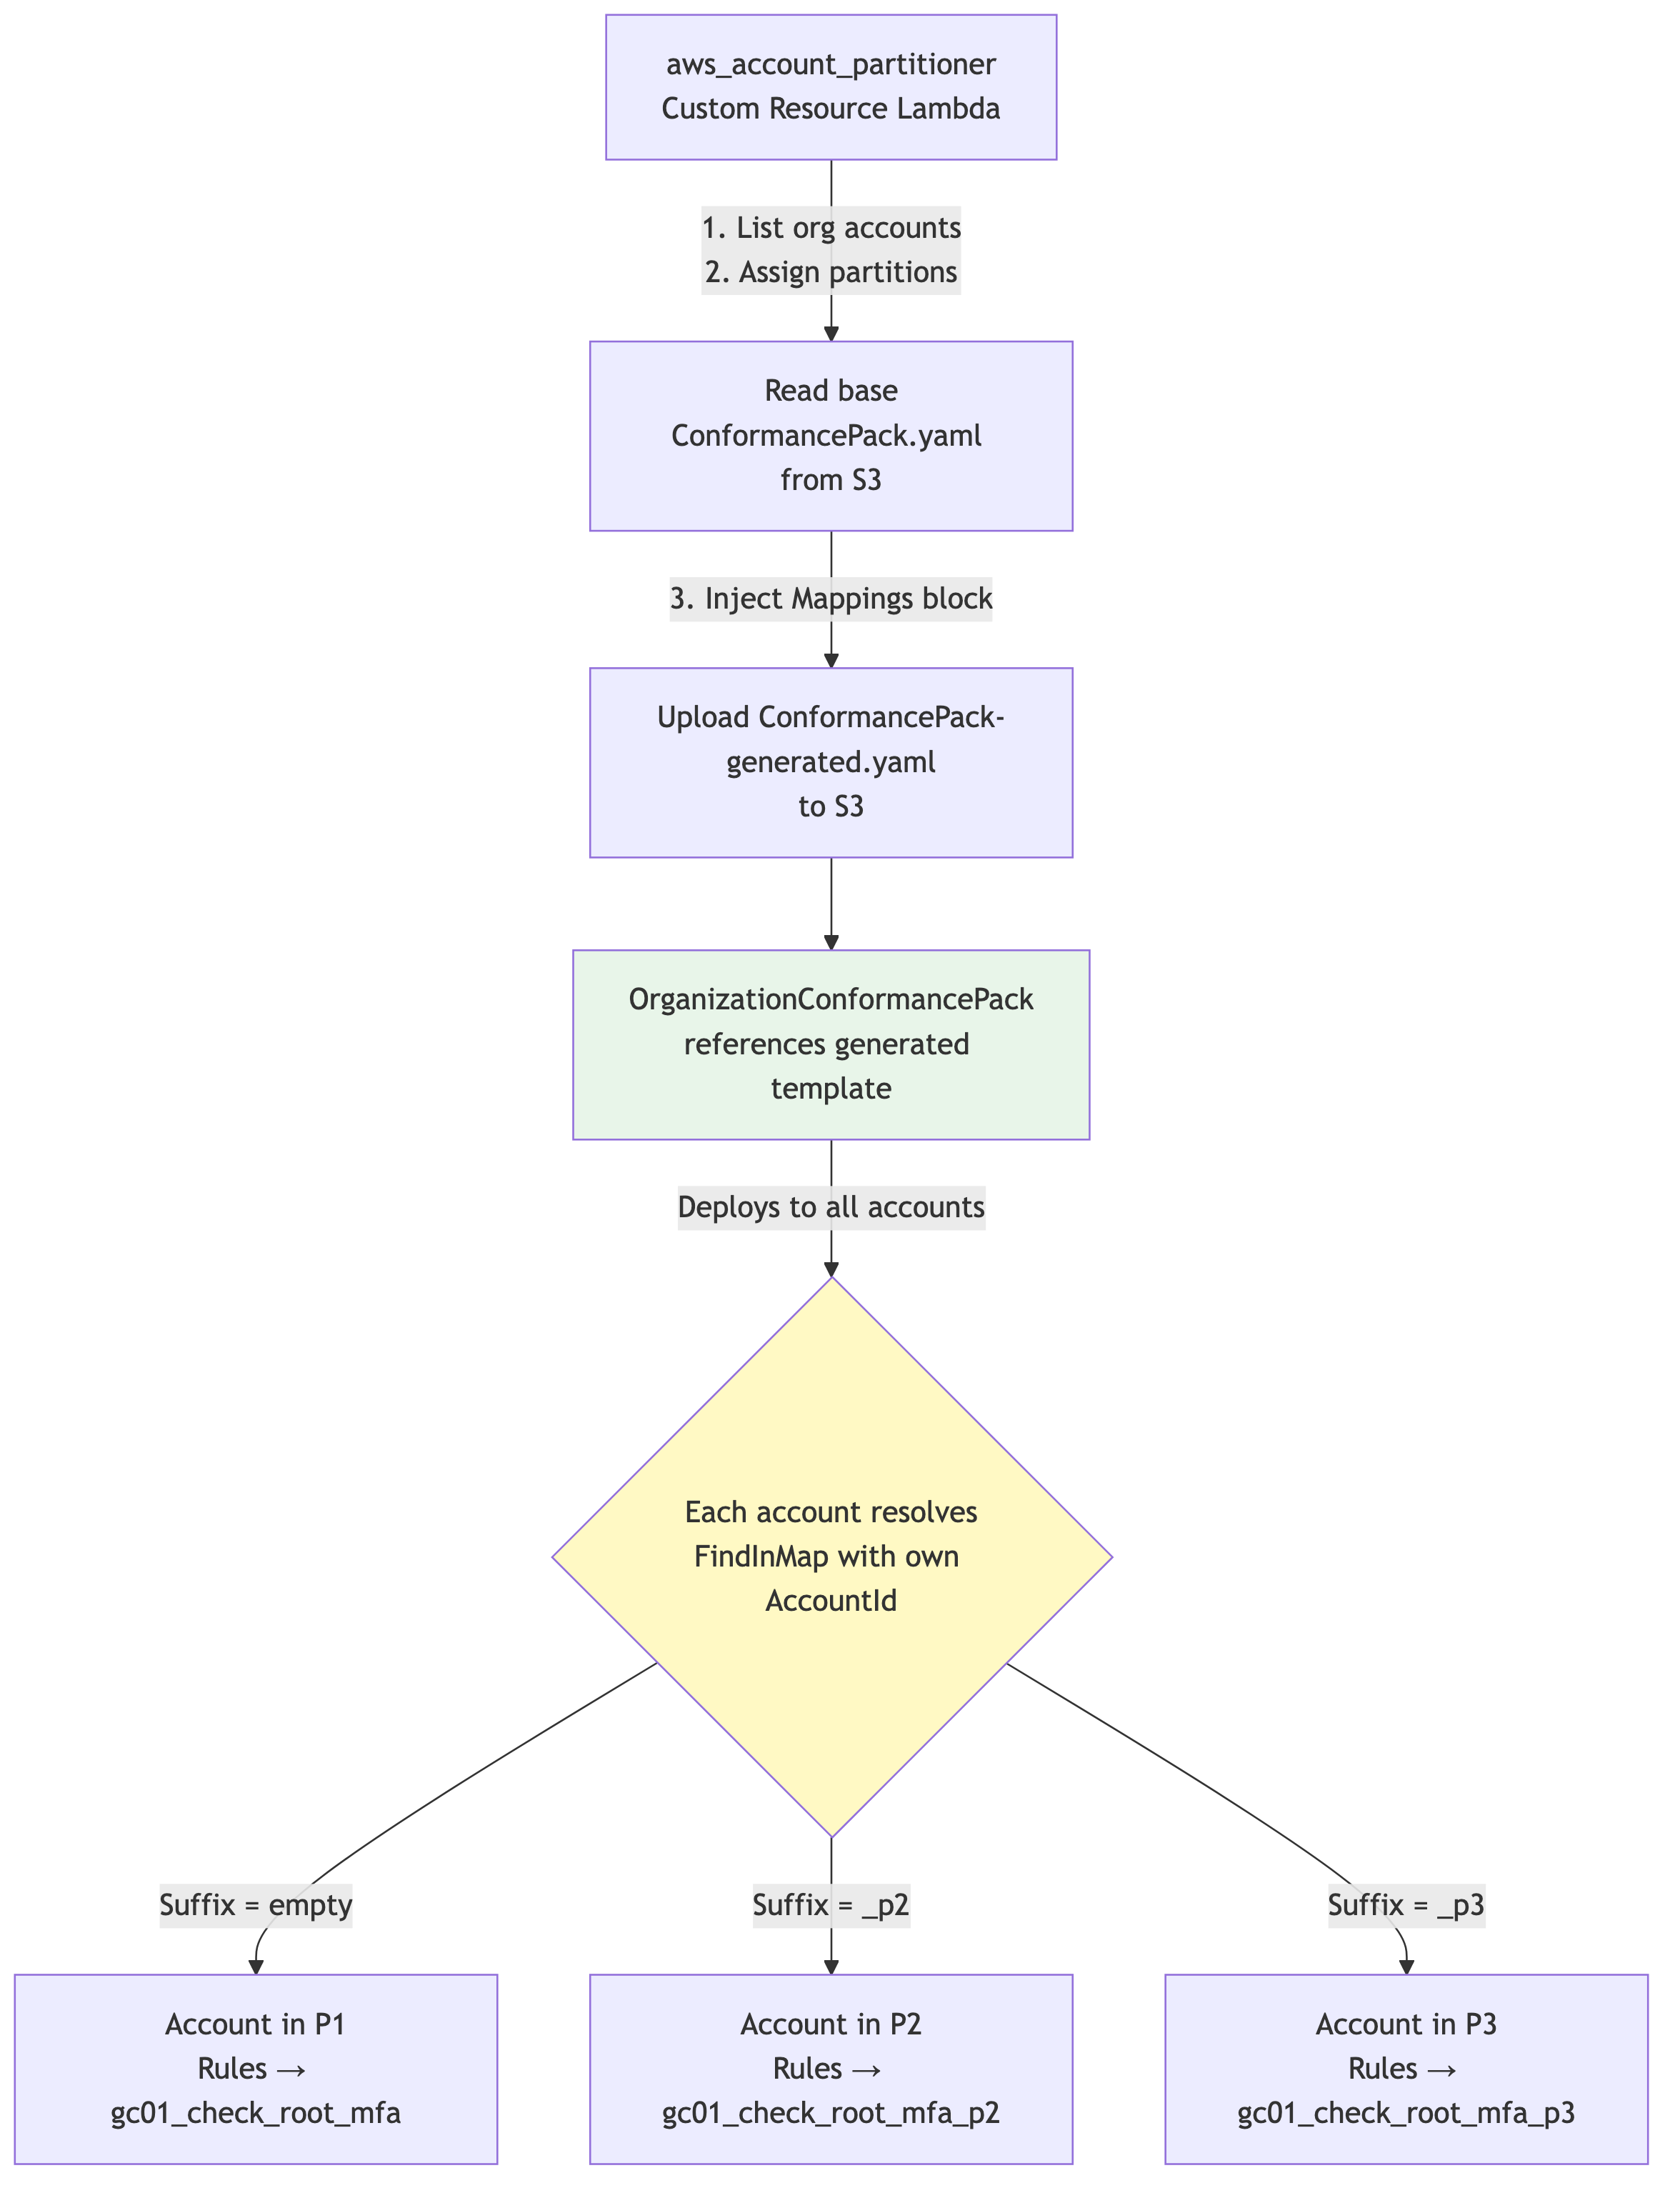 aws_account_partitioner
Custom Resource Lambda
1. List org accounts
2. Assign partitions
Read base
ConformancePack.yaml
from S3
3. Inject Mappings block
Upload ConformancePack-
generated.yaml
to S3
OrganizationConformancePack
references generated
template
Deploys to all accounts
Each account resolves
FindInMap with own
AccountId
Suffix = empty
Suffix = _p2
Suffix = _p3
Account in P1
Rules →
gc01_check_root_mfa
Account in P2
Rules →
gc01_check_root_mfa_p2
Account in P3
Rules →
gc01_check_root_mfa_p3